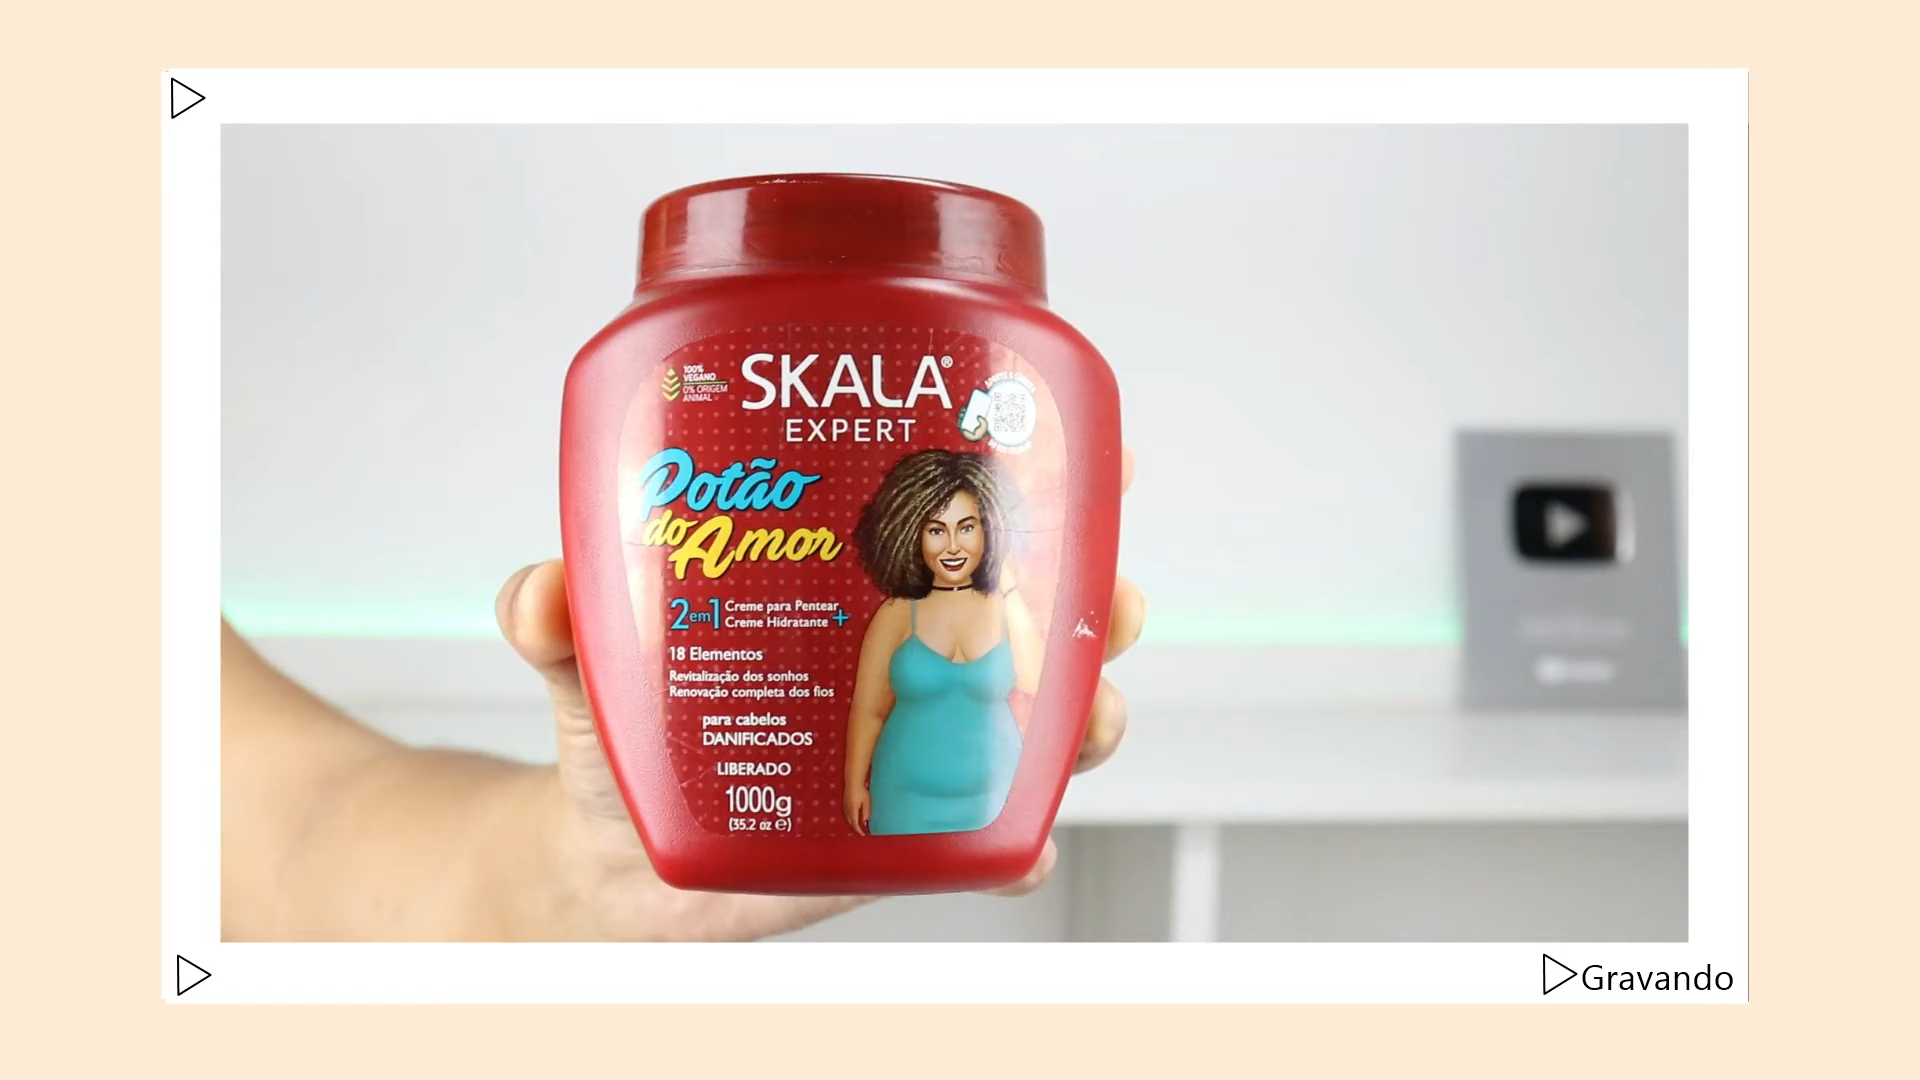 100%
VEGANO
0% ORIGEM
ANIMAL
SKALA®
EXPERT
Potão
do Amor
2 em 1 Creme para Pentear
Creme Hidratante +
18 Elementos
Revitalização dos sonhos
Renovação completa dos fios
para cabelos
DANIFICADOS
LIBERADO
1000g
(35.2 oz ℮)
Gravando